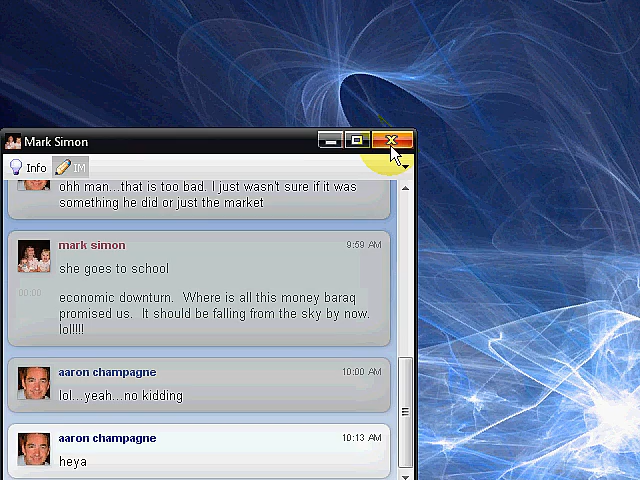 Mark Simon
Info
IM
ohh man...that is too bad. I just wasn't sure if it was
something he did or just the market
mark simon 9:59 AM
she goes to school
00:00
economic downturn. Where is all this money baraq
promised us. It should be falling from the sky by now.
lol!!!!
aaron champagne 10:00 AM
lol...yeah...no kidding
aaron champagne 10:13 AM
heya